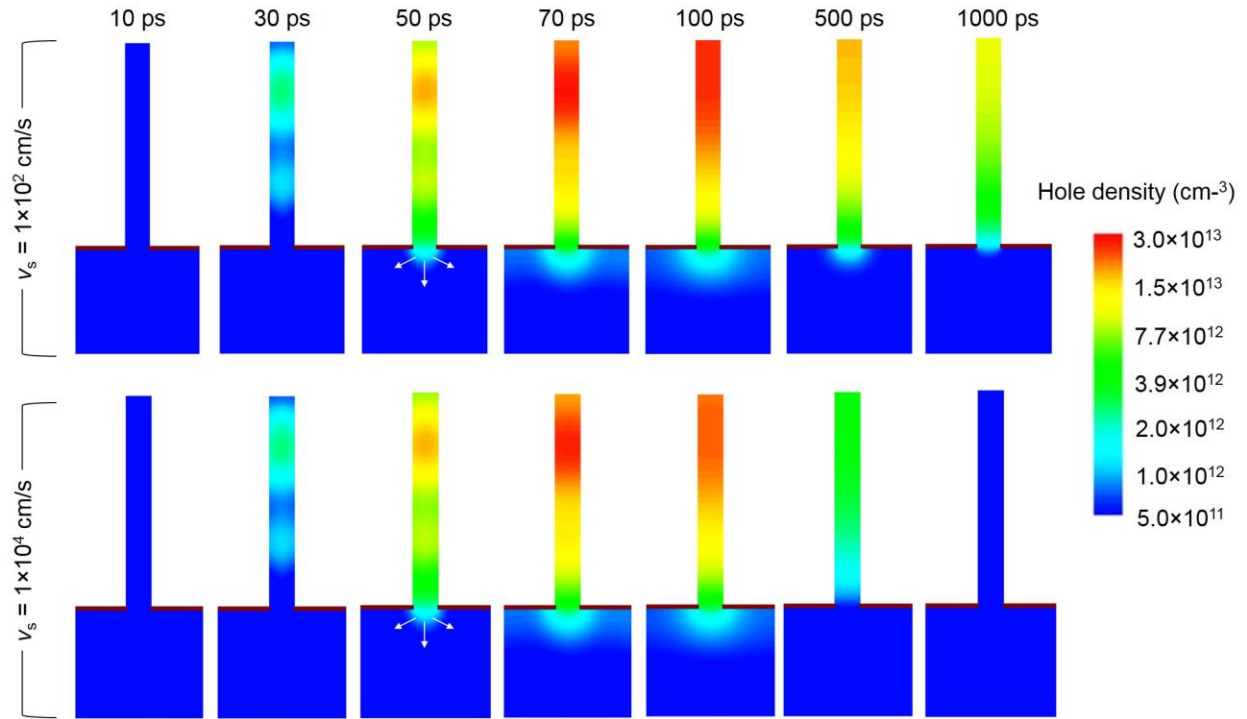 10 ps 30 ps 50 ps 70 ps 100 ps 500 ps 1000 ps
vs = 1×10² cm/s
Hole density (cm-³)
3.0×10¹³
1.5×10¹³
7.7×10¹²
3.9×10¹²
2.0×10¹²
1.0×10¹²
5.0×10¹¹
vs = 1×10⁴ cm/s